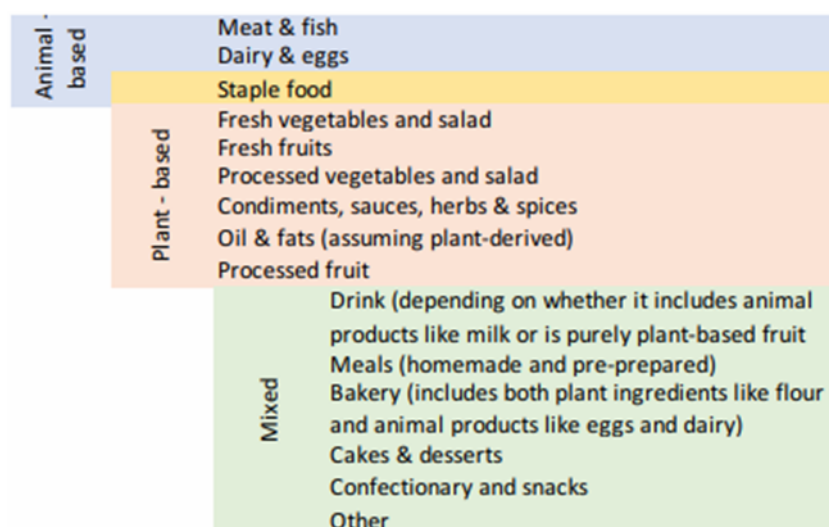 Animal -
based
Meat & fish
Dairy & eggs
Staple food
Plant - based
Fresh vegetables and salad
Fresh fruits
Processed vegetables and salad
Condiments, sauces, herbs & spices
Oil & fats (assuming plant-derived)
Processed fruit
Mixed
Drink (depending on whether it includes animal
products like milk or is purely plant-based fruit
Meals (homemade and pre-prepared)
Bakery (includes both plant ingredients like flour
and animal products like eggs and dairy)
Cakes & desserts
Confectionary and snacks
Other